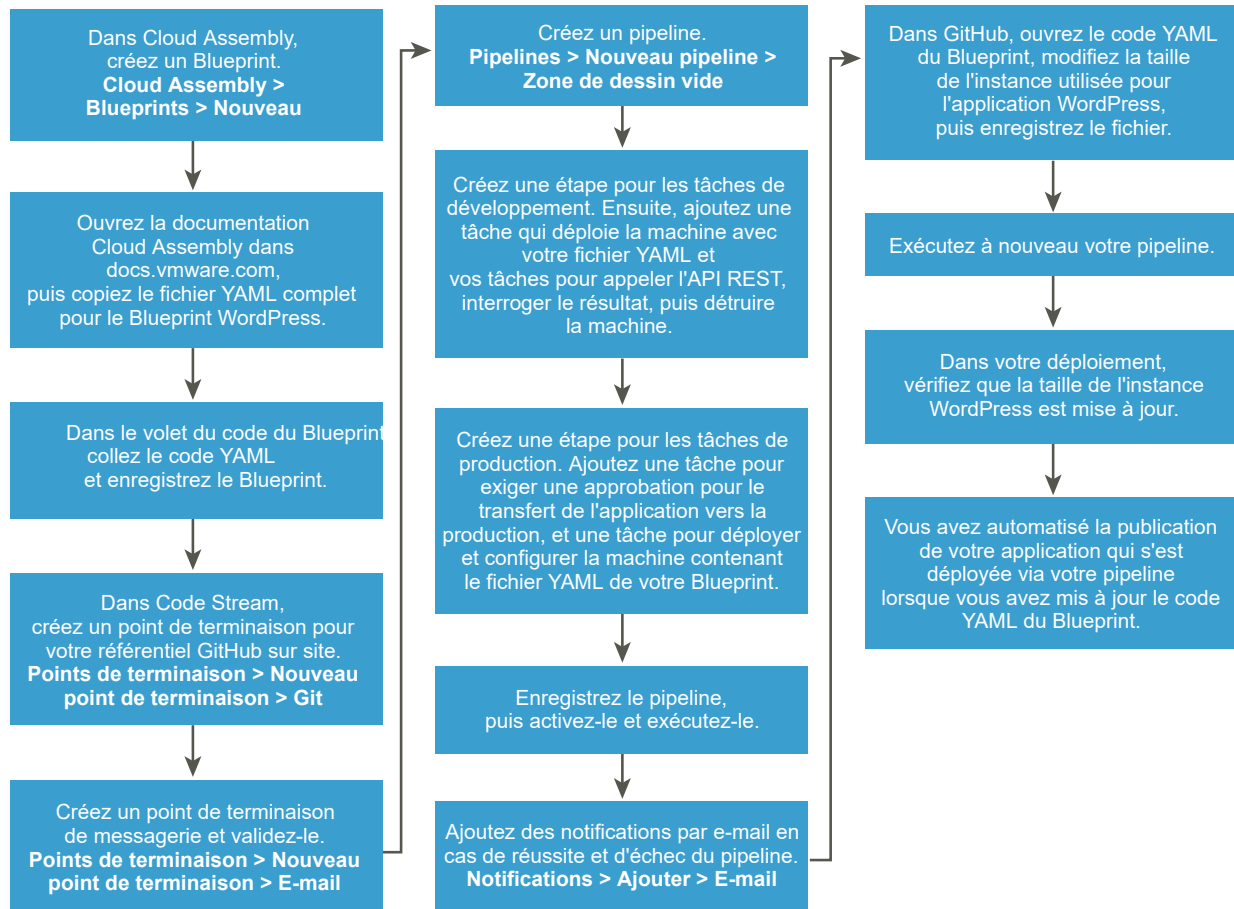 Dans Cloud Assembly,
créez un Blueprint.
Cloud Assembly >
Blueprints > Nouveau
Ouvrez la documentation
Cloud Assembly dans
docs.vmware.com,
puis copiez le fichier YAML complet
pour le Blueprint WordPress.
Dans le volet du code du Blueprint
collez le code YAML
et enregistrez le Blueprint.
Dans Code Stream,
créez un point de terminaison pour
votre référentiel GitHub sur site.
Points de terminaison > Nouveau
point de terminaison > Git
Créez un point de terminaison
de messagerie et validez-le.
Points de terminaison > Nouveau
point de terminaison > E-mail
Créez un pipeline.
Pipelines > Nouveau pipeline >
Zone de dessin vide
Créez une étape pour les tâches de
développement. Ensuite, ajoutez une
tâche qui déploie la machine avec
votre fichier YAML et
vos tâches pour appeler l'API REST,
interroger le résultat, puis détruire
la machine.
Créez une étape pour les tâches de
production. Ajoutez une tâche pour
exiger une approbation pour le
transfert de l'application vers la
production, et une tâche pour déployer
et configurer la machine contenant
le fichier YAML de votre Blueprint.
Enregistrez le pipeline,
puis activez-le et exécutez-le.
Ajoutez des notifications par e-mail en
cas de réussite et d'échec du pipeline.
Notifications > Ajouter > E-mail
Dans GitHub, ouvrez le code YAML
du Blueprint, modifiez la taille
de l'instance utilisée pour
l'application WordPress,
puis enregistrez le fichier.
Exécutez à nouveau votre pipeline.
Dans votre déploiement,
vérifiez que la taille de l'instance
WordPress est mise à jour.
Vous avez automatisé la publication
de votre application qui s'est
déployée via votre pipeline
lorsque vous avez mis à jour le code
YAML du Blueprint.